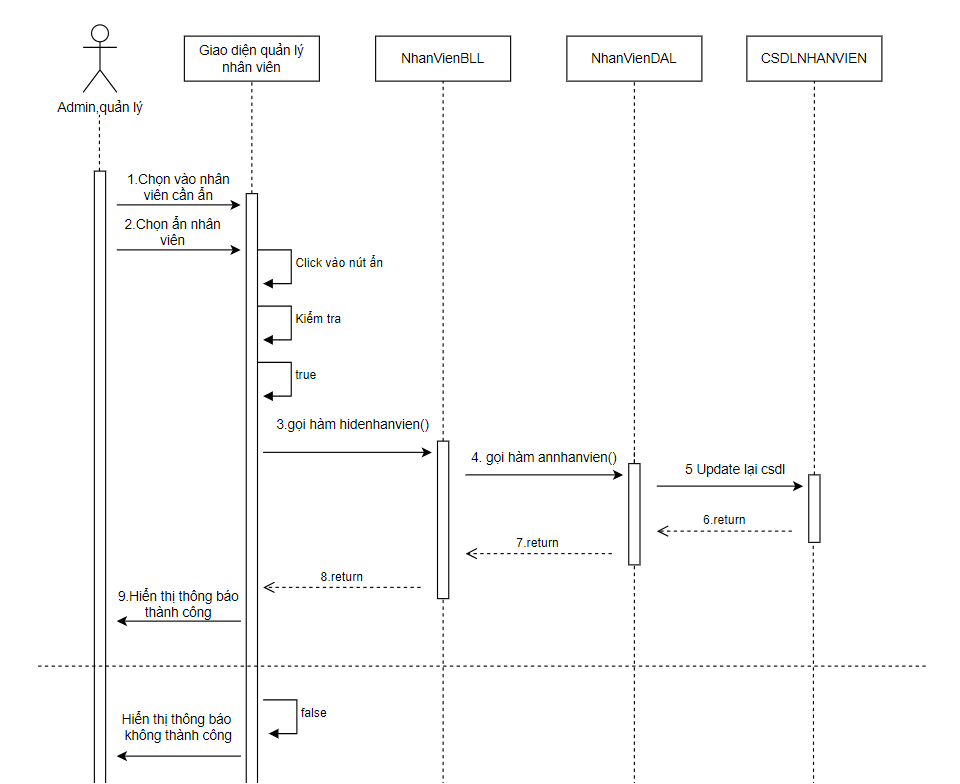 Admin,quản lý
Giao diện quản lý
nhân viên
NhanVienBLL
NhanVienDAL
CSDLNHANVIEN
1.Chọn vào nhân
viên cần ẩn
2.Chọn ẩn nhân
viên
Click vào nút ẩn
Kiểm tra
true
3.gọi hàm hidenhanvien()
4. gọi hàm annhanvien()
5 Update lại csdl
6.return
7.return
8.return
9.Hiển thị thông báo
thành công
false
Hiển thị thông báo
không thành công